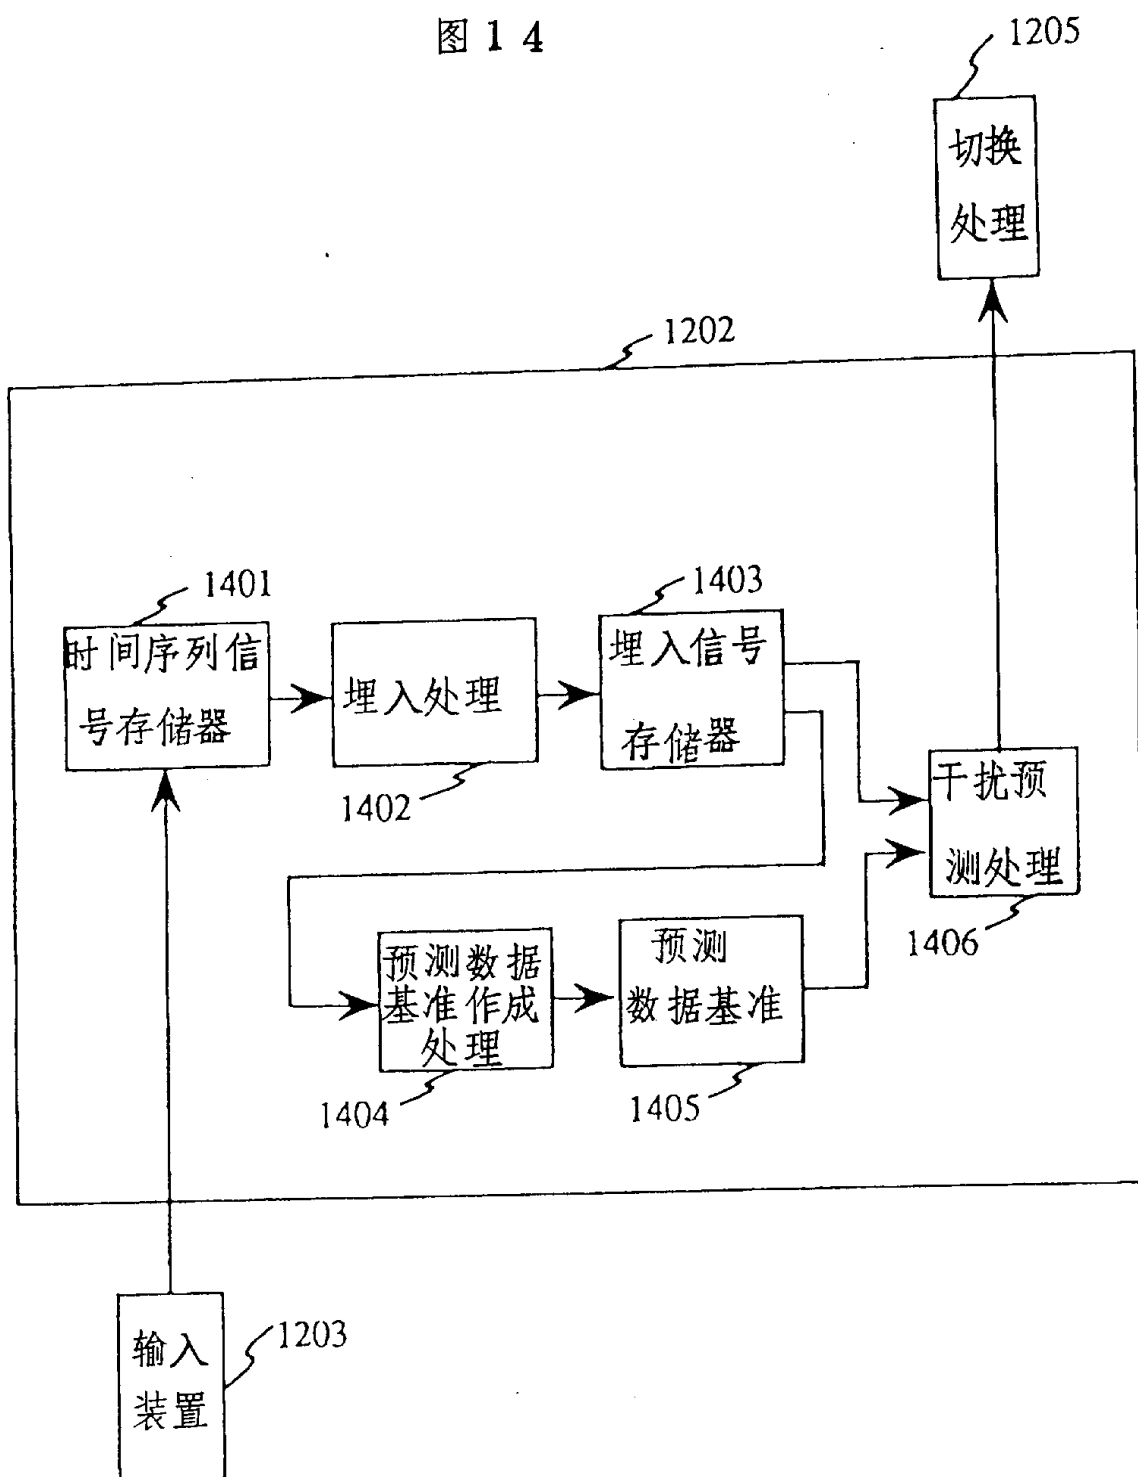 图 1 4
1205
切换
处理
1202
1401
时间序列信
号存储器
埋入处理
1402
1403
埋入信号
存储器
干扰预
测处理
1406
预测数据
基准作成
处理
1404
预测
数据基准
1405
输入
装置
1203